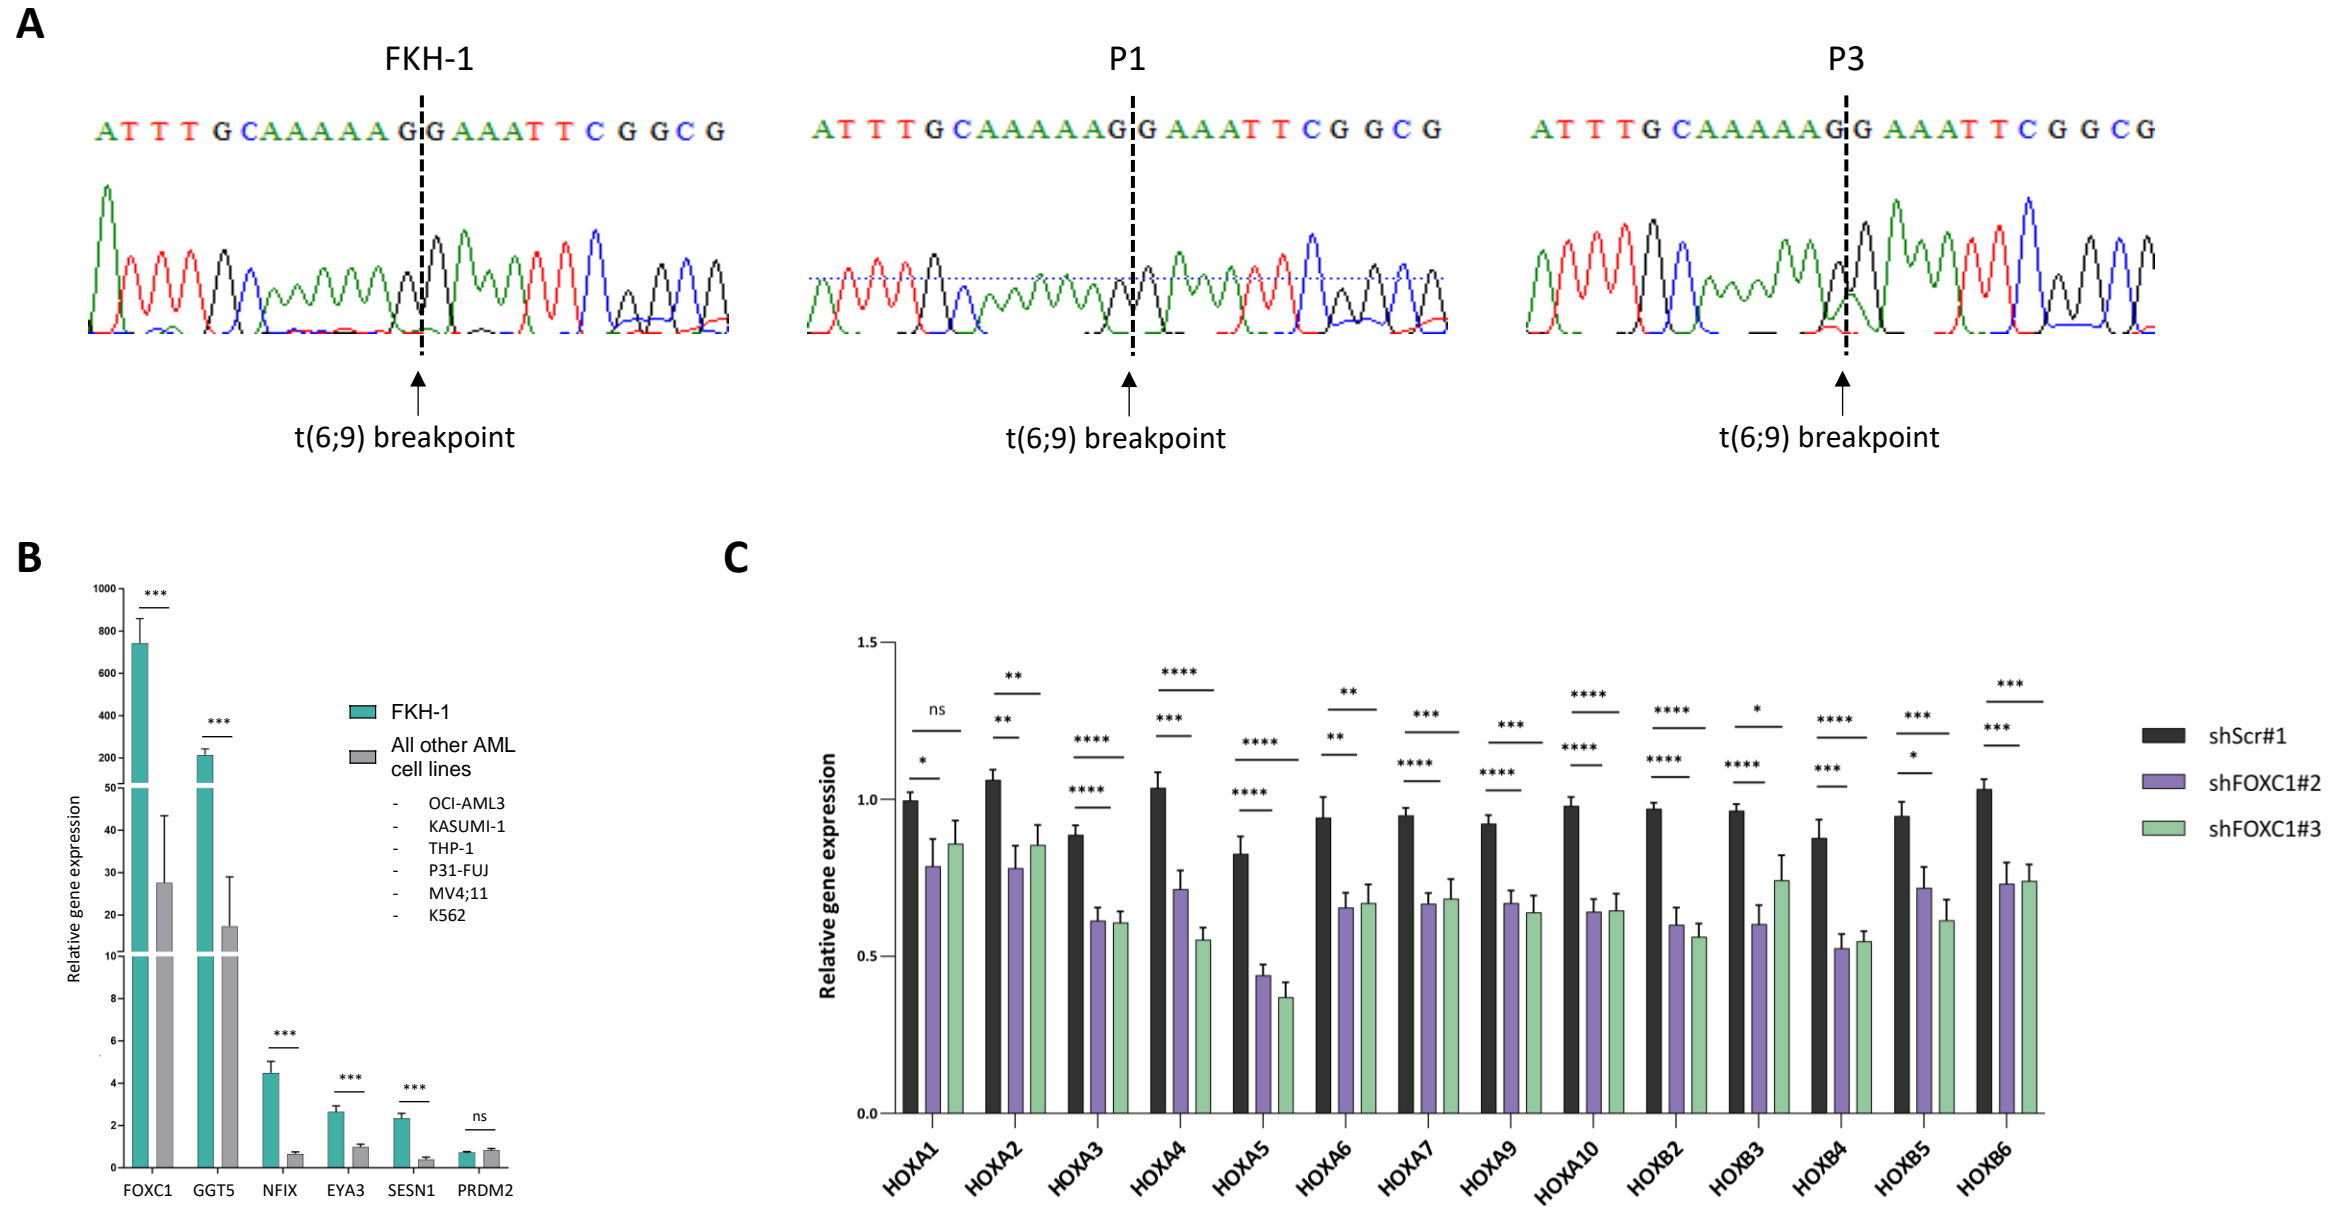 A
FKH-1
P1
P3
A T T T G C A A A A A G G A A A T T C G G C G
A T T T G C A A A A A G G A A A T T C G G C G
A T T T G C A A A A A G G A A A T T C G G C G
t(6;9) breakpoint
t(6;9) breakpoint
t(6;9) breakpoint
B
Relative gene expression
1000
800
600
400
200
50
40
30
20
10
8
6
4
2
0
***
***
***
***
***
ns
FOXC1
GGT5
NFIX
EYA3
SESN1
PRDM2
FKH-1
All other AML
cell lines
- OCI-AML3
- KASUMI-1
- THP-1
- P31-FUJ
- MV4;11
- K562
C
Relative gene expression
1.5
1.0
0.5
0.0
ns
*
**
**
****
****
****
***
****
****
**
**
***
****
***
****
****
****
****
****
*
****
****
***
***
*
***
***
HOXA1
HOXA2
HOXA3
HOXA4
HOXA5
HOXA6
HOXA7
HOXA9
HOXA10
HOXB2
HOXB3
HOXB4
HOXB5
HOXB6
shScr#1
shFOXC1#2
shFOXC1#3